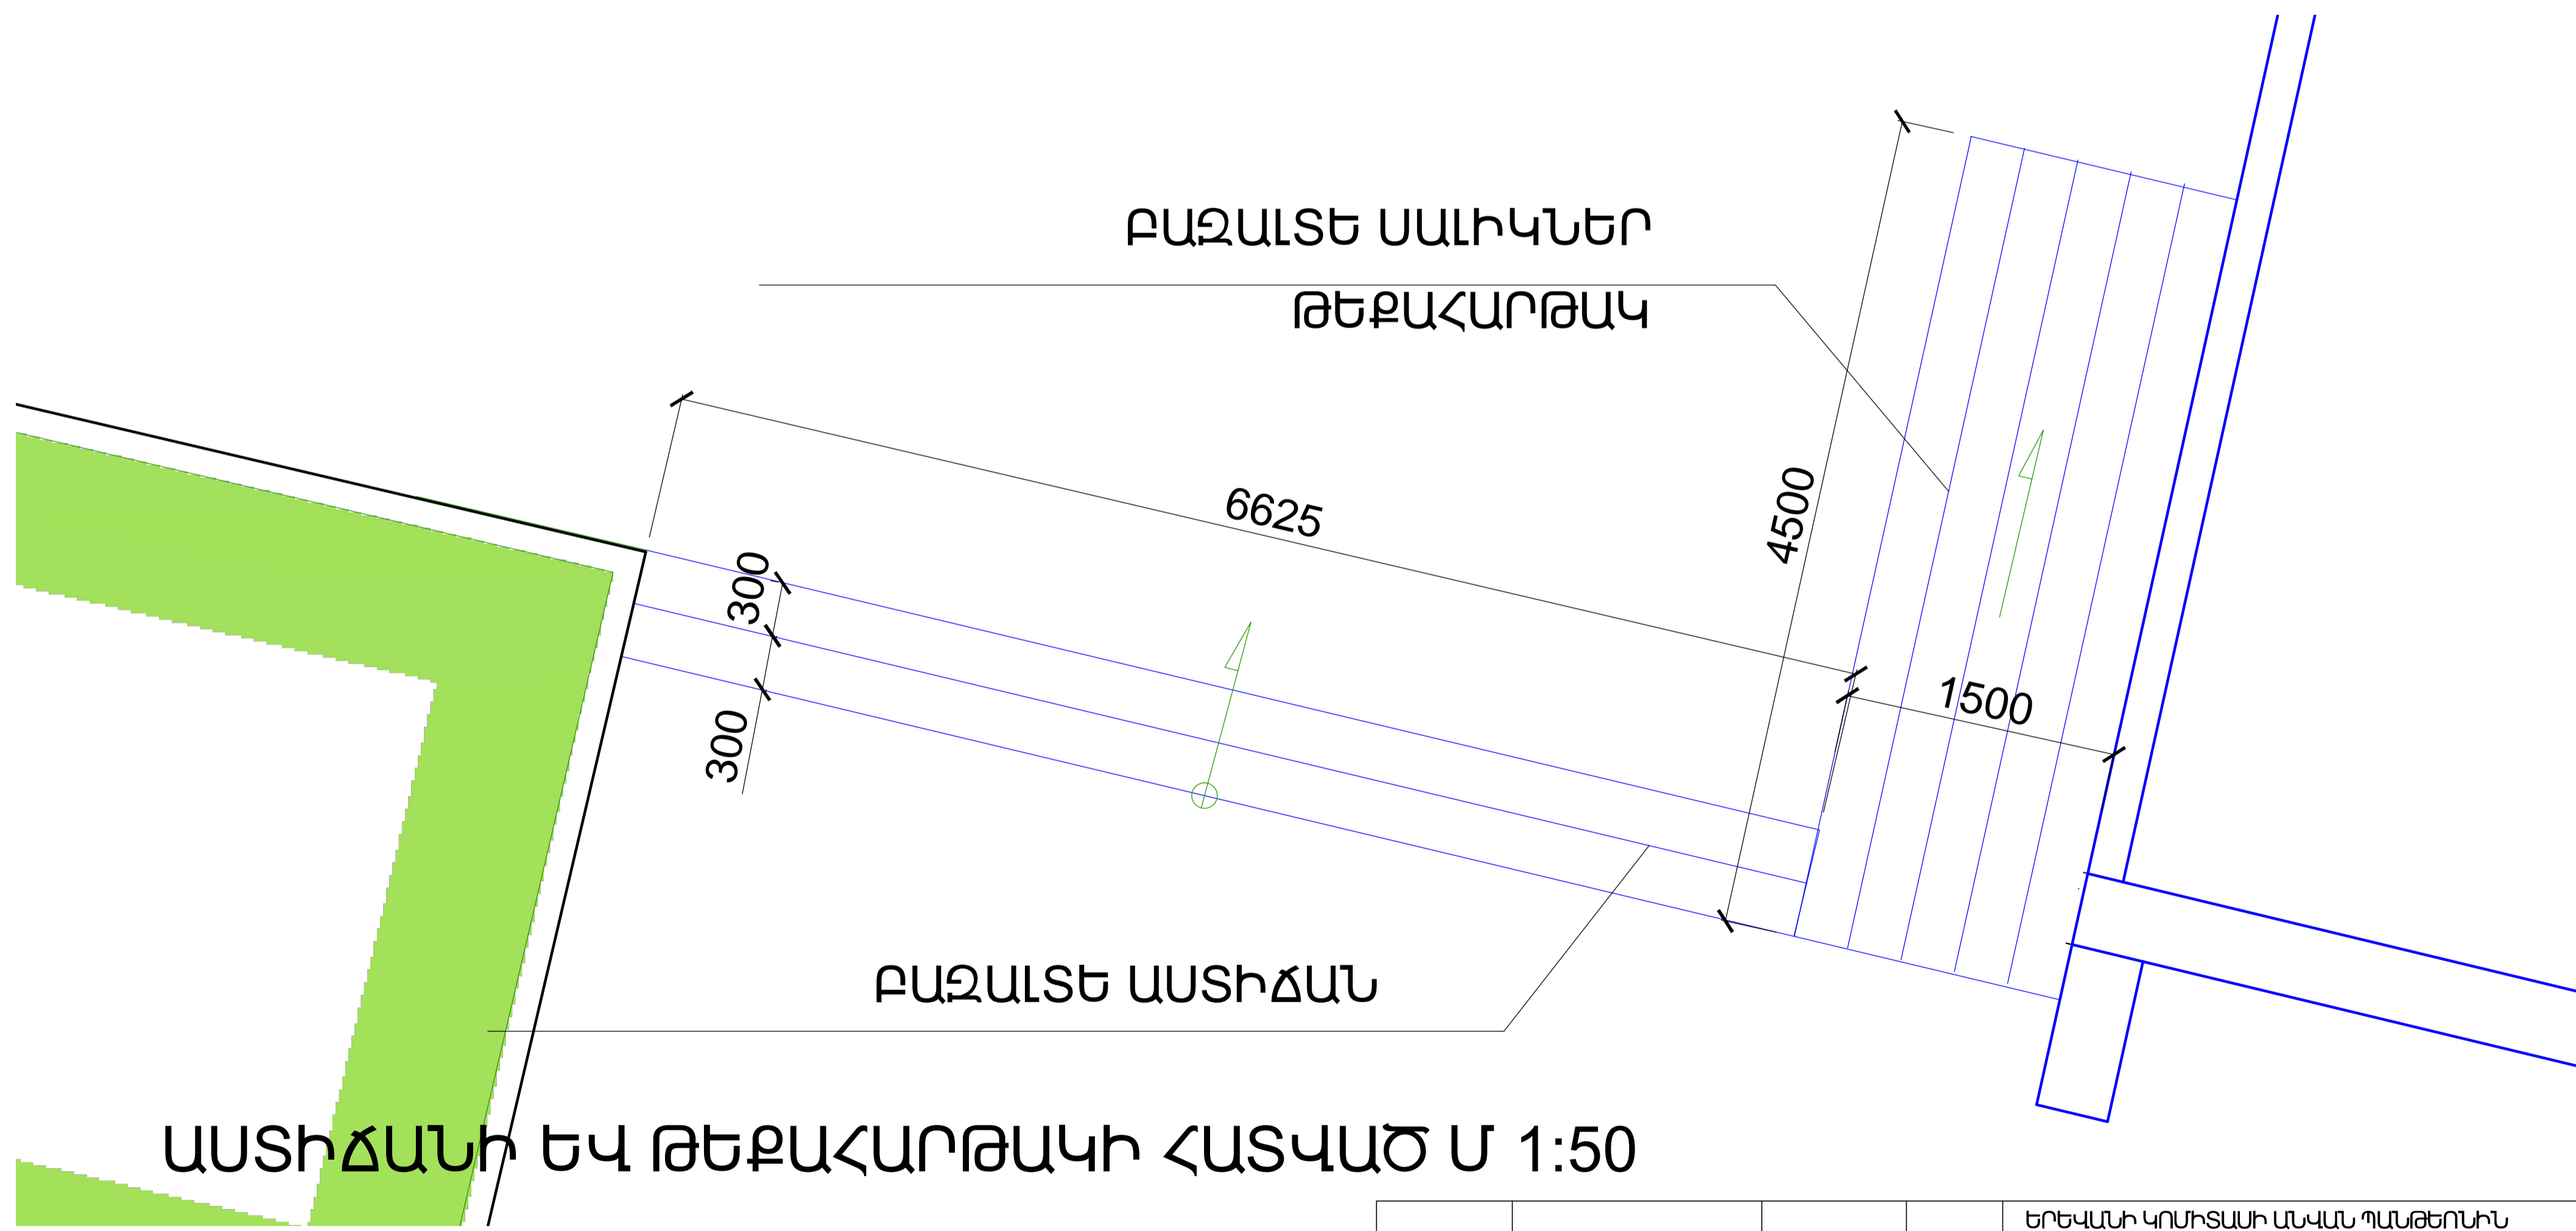 ԲԱԶԱԼՏԵ ՍԱԼԻԿՆԵՐ
ԹԵՔԱՀԱՐԹԱԿ
6625
4500
300
1500
300
ԲԱԶԱԼՏԵ ԱՍՏԻՃԱՆ
ԱՍՏԻՃԱՆԻ ԵՎ ԹԵՔԱՀԱՐԹԱԿԻ ՀԱՏՎԱԾ Մ 1:50
ԵՐԵՎԱՆԻ ԿՈՄԻՏԱՍԻ ԱՆՎԱՆ ՊԱՆԹԵՈՆԻՆ